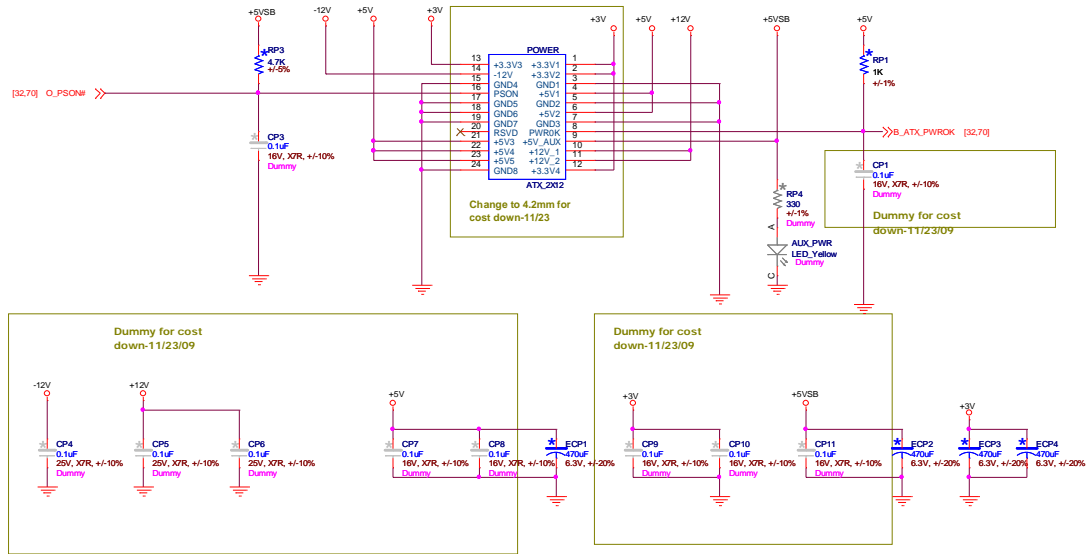 +5VSB
-12V
+5V
+3V
+3V
+5V
+12V
+5VSB
+5V
RP3
4.7K
+/-5%
[32,70] O_PSON#
CP3
0.1uF
16V, X7R, +/-10%
Dummy
POWER
13 +3.3V3 +3.3V1 1
14 -12V +3.3V2 2
15 GND4 GND1 3
16 PSON +5V1 4
17 GND5 GND2 5
18 GND6 +5V2 6
19 GND7 GND3 7
20 RSVD PWR0K 8
21 +5V3 +5V_AUX 9
22 +5V4 +12V_1 10
23 +5V5 +12V_2 11
24 GND8 +3.3V4 12
ATX_2X12
Change to 4.2mm for
cost down-11/23
RP1
1K
+/-1%
B_ATX_PWROK [32,70]
CP1
0.1uF
16V, X7R, +/-10%
Dummy
Dummy for cost
down-11/23/09
RP4
330
+/-1%
Dummy
A
AUX_PWR
LED_Yellow
Dummy
C
Dummy for cost
down-11/23/09
-12V
+12V
+5V
CP4
0.1uF
25V, X7R, +/-10%
Dummy
CP5
0.1uF
25V, X7R, +/-10%
Dummy
CP6
0.1uF
25V, X7R, +/-10%
Dummy
CP7
0.1uF
16V, X7R, +/-10%
Dummy
CP8
0.1uF
16V, X7R, +/-10%
Dummy
ECP1
470uF
6.3V, +/-20%
Dummy for cost
down-11/23/09
+3V
+5VSB
+3V
CP9
0.1uF
16V, X7R, +/-10%
Dummy
CP10
0.1uF
16V, X7R, +/-10%
Dummy
CP11
0.1uF
16V, X7R, +/-10%
Dummy
ECP2
470uF
6.3V, +/-20%
ECP3
470uF
6.3V, +/-20%
ECP4
470uF
6.3V, +/-20%